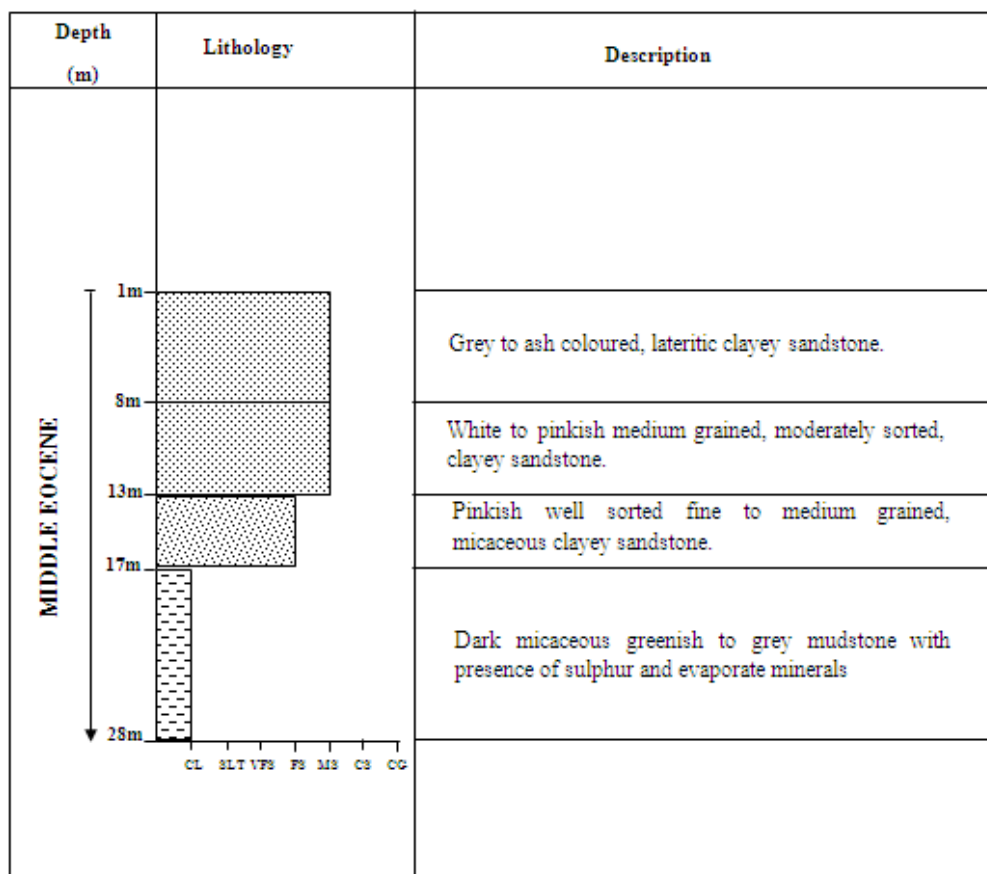 Depth
(m)
Lithology
Description
1m
Grey to ash coloured, lateritic clayey sandstone.
8m
White to pinkish medium grained, moderately sorted,
clayey sandstone.
13m
Pinkish well sorted fine to medium grained,
micaceous clayey sandstone.
17m
MIDDLE EOCENE
Dark micaceous greenish to grey mudstone with
presence of sulphur and evaporate minerals
28m
CL SLT VFS FS MS CS CG